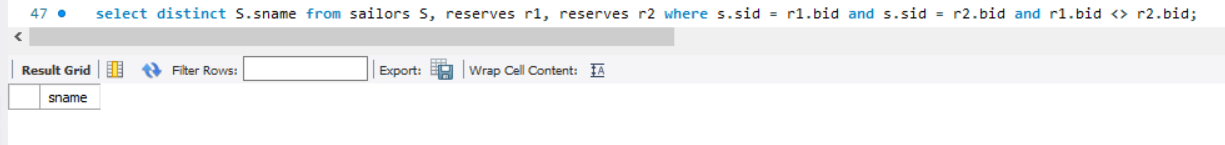 47 select distinct S.sname from sailors S, reserves r1, reserves r2 where s.sid = r1.bid and s.sid = r2.bid and r1.bid <> r2.bid;
Result Grid Filter Rows: Export: Wrap Cell Content:
sname